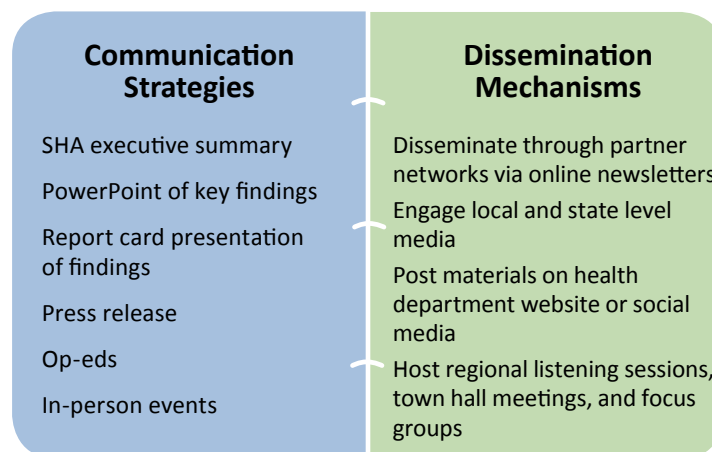 Communication
Strategies
SHA executive summary
PowerPoint of key findings
Report card presentation
of findings
Press release
Op-eds
In-person events
Dissemination
Mechanisms
Disseminate through partner
networks via online newsletters
Engage local and state level
media
Post materials on health
department website or social
media
Host regional listening sessions,
town hall meetings, and focus
groups